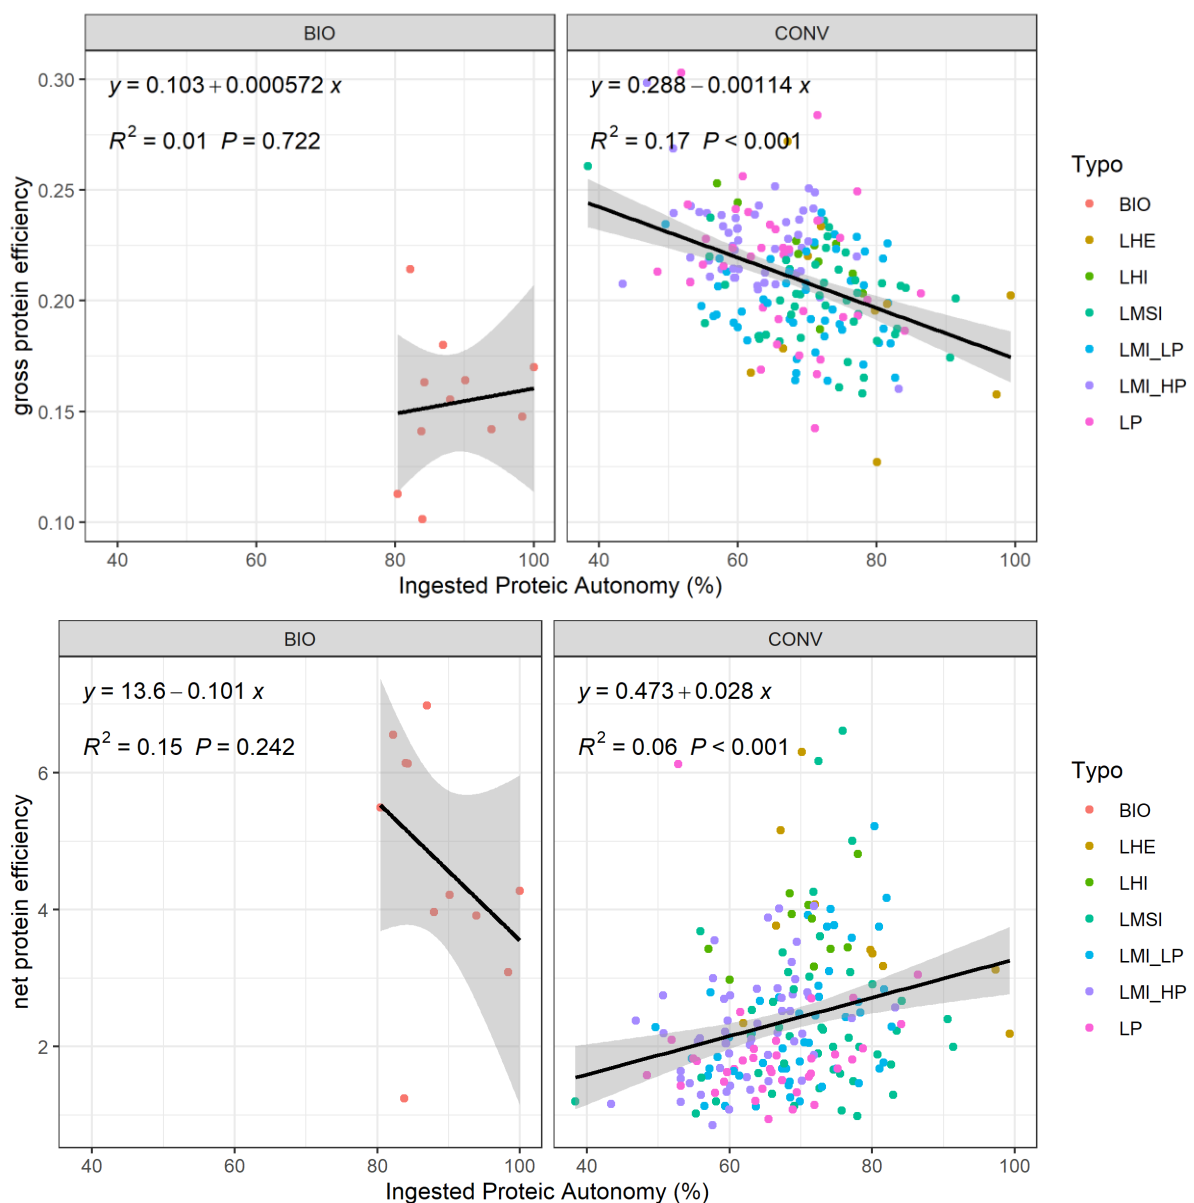 BIO CONV
y = 0.103 + 0.000572 x
R² = 0.01 P = 0.722
y = 0.288 − 0.00114 x
R² = 0.17 P < 0.001
0.30
0.25
0.20
0.15
0.10
gross protein efficiency
40 60 80 100 40 60 80 100
Ingested Proteic Autonomy (%)
Typo
BIO
LHE
LHI
LMSI
LMI_LP
LMI_HP
LP
BIO CONV
y = 13.6 − 0.101 x
R² = 0.15 P = 0.242
y = 0.473 + 0.028 x
R² = 0.06 P < 0.001
6
4
2
net protein efficiency
40 60 80 100 40 60 80 100
Ingested Proteic Autonomy (%)
Typo
BIO
LHE
LHI
LMSI
LMI_LP
LMI_HP
LP